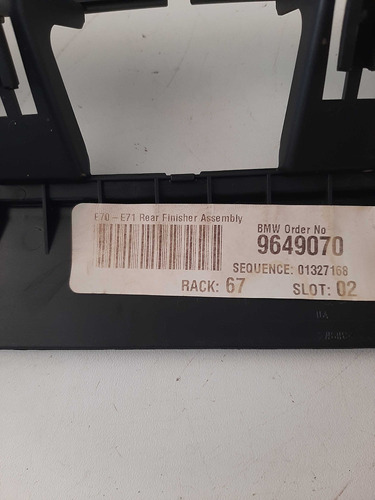 E70 - E71 Rear Finisher Assembly
BMW Order No
9649070
SEQUENCE: 01327168
RACK: 67 SLOT: 02